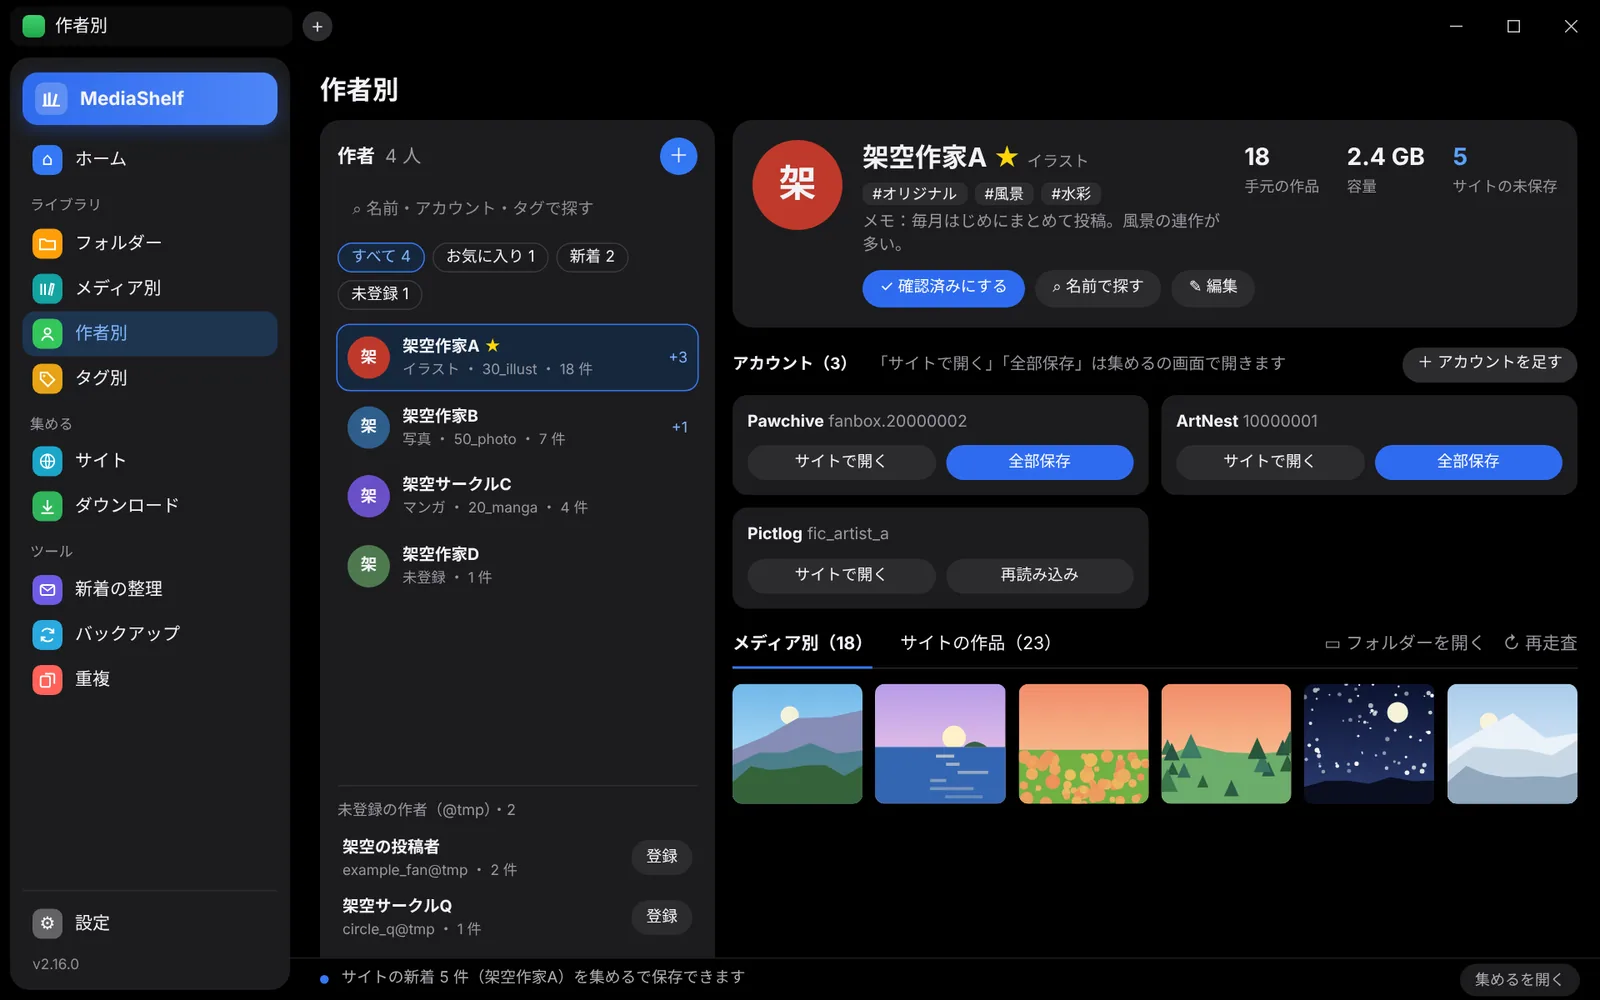 作者別
+
MediaShelf
ホーム
ライブラリ
フォルダー
メディア別
作者別
タグ別
集める
サイト
ダウンロード
ツール
新着の整理
バックアップ
重複
設定
v2.16.0
作者別
作者 4 人
+
名前・アカウント・タグで探す
すべて 4
お気に入り 1
新着 2
未登録 1
架
架空作家A ★
イラスト ・ 30_illust ・ 18 件
+3
架
架空作家B
写真 ・ 50_photo ・ 7 件
+1
架
架空サークルC
マンガ ・ 20_manga ・ 4 件
架
架空作家D
未登録 ・ 1 件
未登録の作者（@tmp）・2
架空の投稿者
example_fan@tmp ・ 2 件
登録
架空サークルQ
circle_q@tmp ・ 1 件
登録
架
架空作家A ★ イラスト
#オリジナル #風景 #水彩
メモ：毎月はじめにまとめて投稿。風景の連作が
多い。
✓ 確認済みにする
名前で探す
✎ 編集
18
手元の作品
2.4 GB
容量
5
サイトの未保存
アカウント（3）
「サイトで開く」「全部保存」は集めるの画面で開きます
+ アカウントを足す
Pawchive fanbox.20000002
サイトで開く
全部保存
ArtNest 10000001
サイトで開く
全部保存
Pictlog fic_artist_a
サイトで開く
再読み込み
メディア別（18）
サイトの作品（23）
フォルダーを開く
再走査
サイトの新着 5 件（架空作家A）を集めるで保存できます
集めるを開く